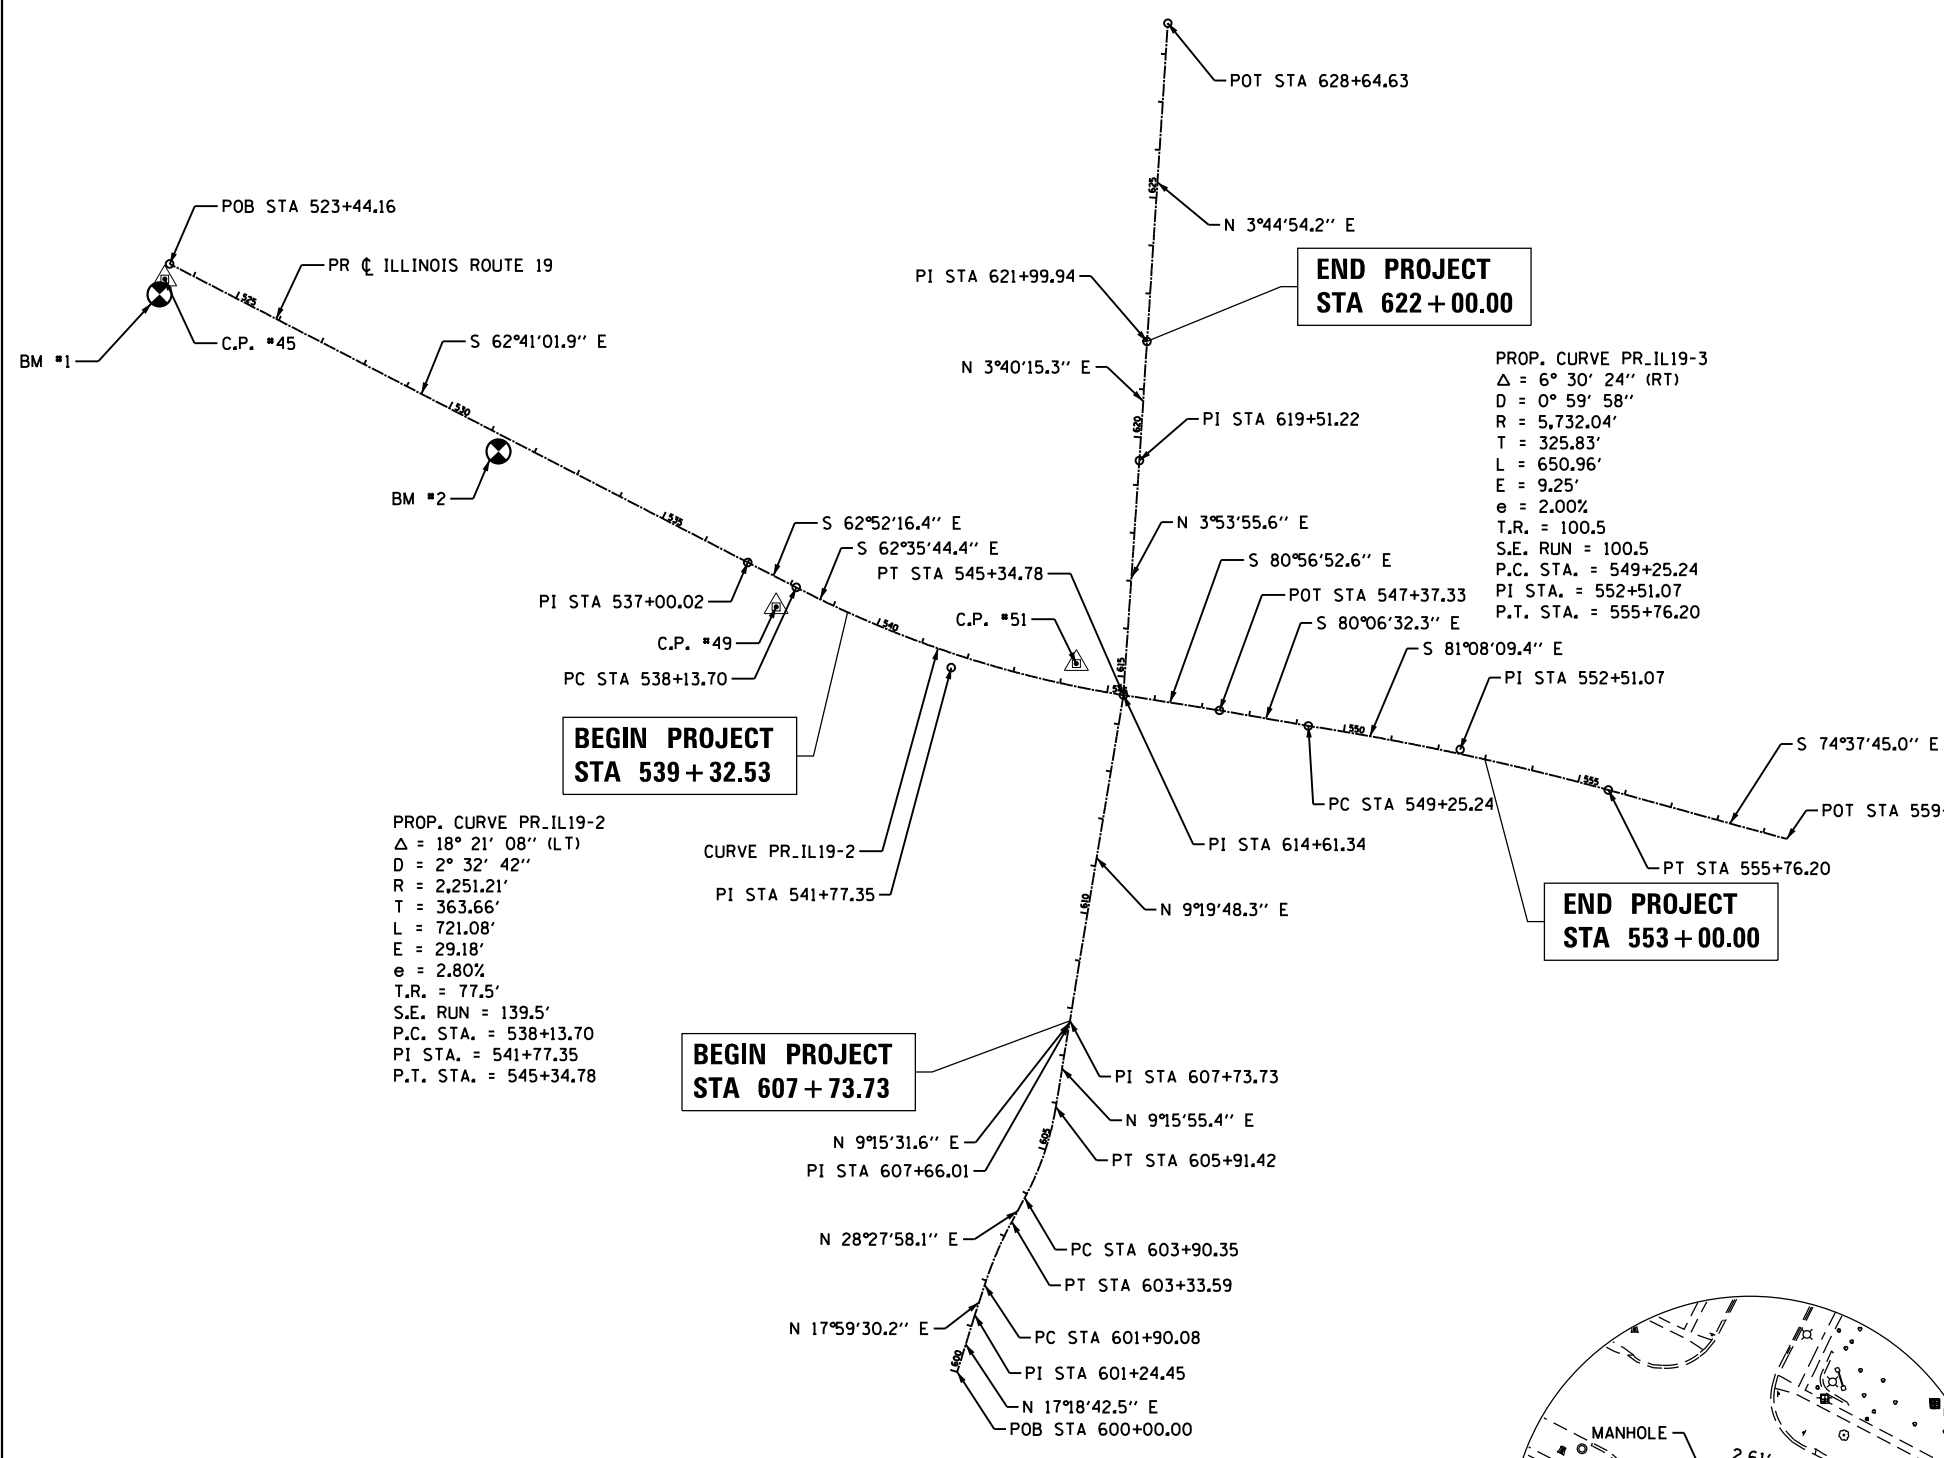 POT STA 628+64.63
625
N 3°44'54.2'' E
POB STA 523+44.16
PR ℄ ILLINOIS ROUTE 19
525
BM #1
C.P. #45
S 62°41'01.9'' E
530
BM #2
PI STA 621+99.94
END PROJECT
STA 622+00.00
N 3°40'15.3'' E
620
PI STA 619+51.22
PROP. CURVE PR_IL19-3
Δ = 6° 30' 24'' (RT)
D = 0° 59' 58''
R = 5,732.04'
T = 325.83'
L = 650.96'
E = 9.25'
e = 2.00%
T.R. = 100.5
S.E. RUN = 100.5
P.C. STA. = 549+25.24
PI STA. = 552+51.07
P.T. STA. = 555+76.20
535
S 62°52'16.4'' E
S 62°35'44.4'' E
N 3°53'55.6'' E
PT STA 545+34.78
S 80°56'52.6'' E
PI STA 537+00.02
POT STA 547+37.33
C.P. #51
540
S 80°06'32.3'' E
C.P. #49
S 81°08'09.4'' E
PC STA 538+13.70
615
PI STA 552+51.07
550
BEGIN PROJECT
STA 539+32.53
S 74°37'45.0'' E
555
PC STA 549+25.24
POT STA 559
PI STA 614+61.34
PT STA 555+76.20
PROP. CURVE PR_IL19-2
Δ = 18° 21' 08'' (LT)
D = 2° 32' 42''
R = 2,251.21'
T = 363.66'
L = 721.08'
E = 29.18'
e = 2.80%
T.R. = 77.5'
S.E. RUN = 139.5'
P.C. STA. = 538+13.70
PI STA. = 541+77.35
P.T. STA. = 545+34.78
CURVE PR_IL19-2
PI STA 541+77.35
610
N 9°19'48.3'' E
END PROJECT
STA 553+00.00
BEGIN PROJECT
STA 607+73.73
PI STA 607+73.73
N 9°15'55.4'' E
N 9°15'31.6'' E
605
PT STA 605+91.42
PI STA 607+66.01
N 28°27'58.1'' E
PC STA 603+90.35
PT STA 603+33.59
N 17°59'30.2'' E
PC STA 601+90.08
600
PI STA 601+24.45
N 17°18'42.5'' E
POB STA 600+00.00
MANHOLE
2.61'